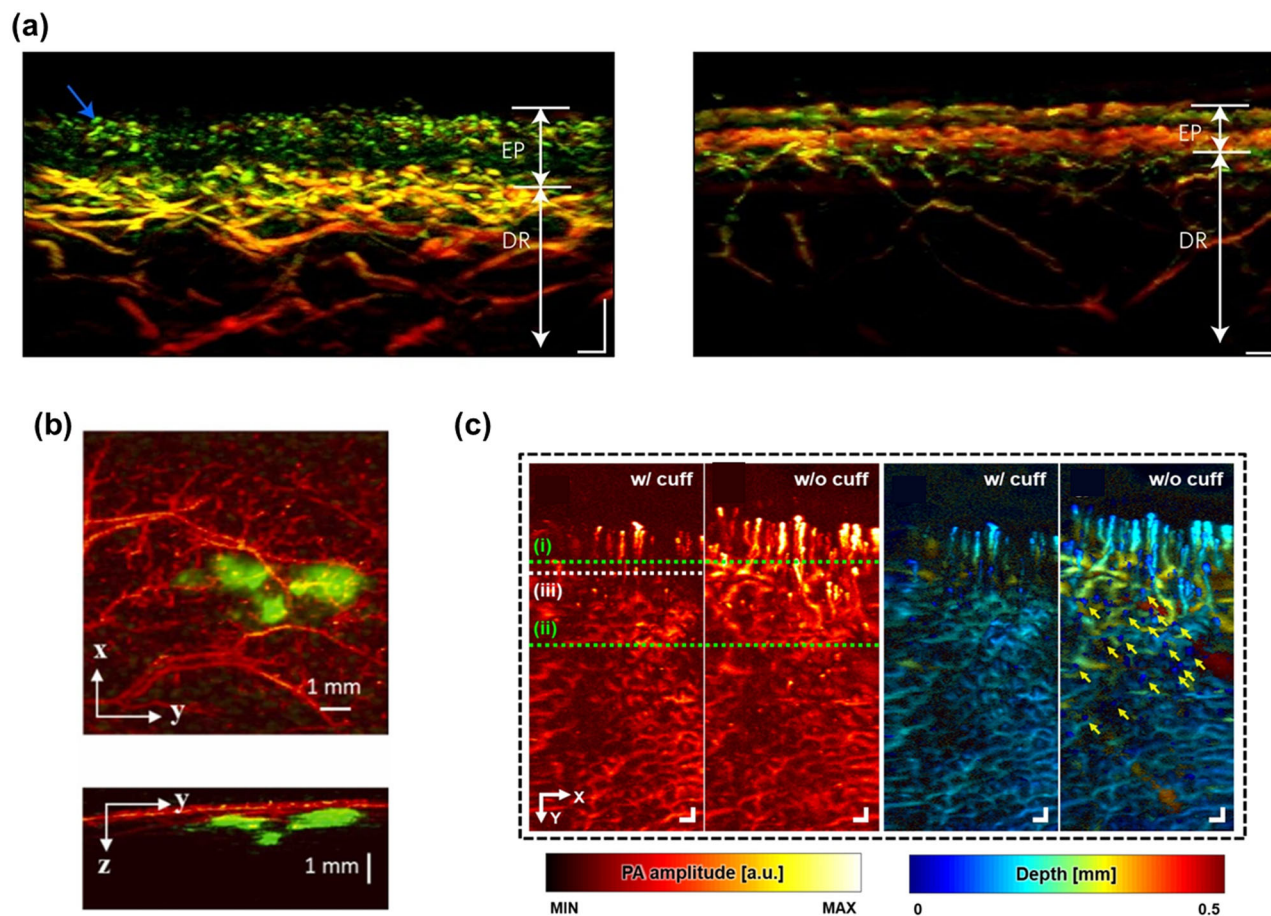 (a)
EP
DR
EP
DR
(b)
x
y
1 mm
y
z
1 mm
(c)
w/ cuff
w/o cuff
w/ cuff
w/o cuff
(i)
(iii)
(ii)
X
Y
PA amplitude [a.u.]
MIN
MAX
Depth [mm]
0
0.5